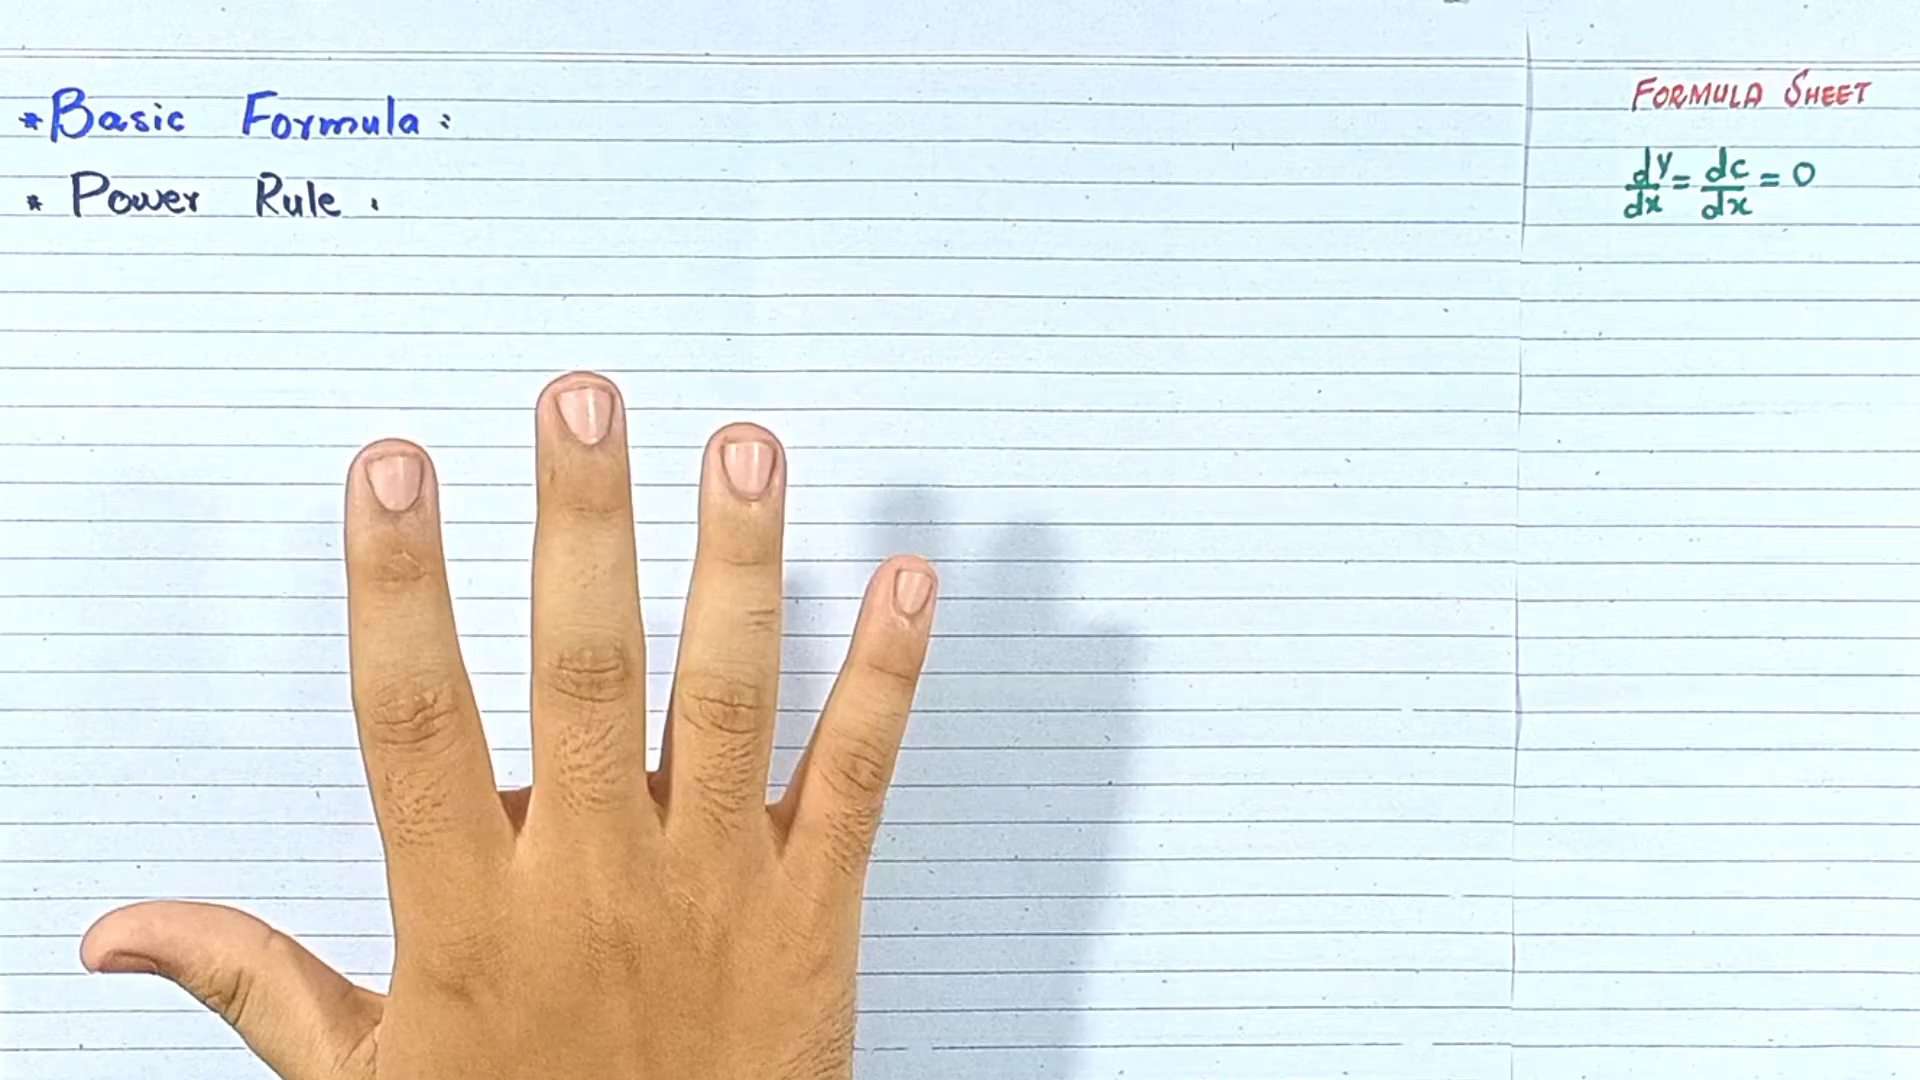 * Basic Formula :
* Power Rule .
FORMULA SHEET
dy/dx = dc/dx = 0